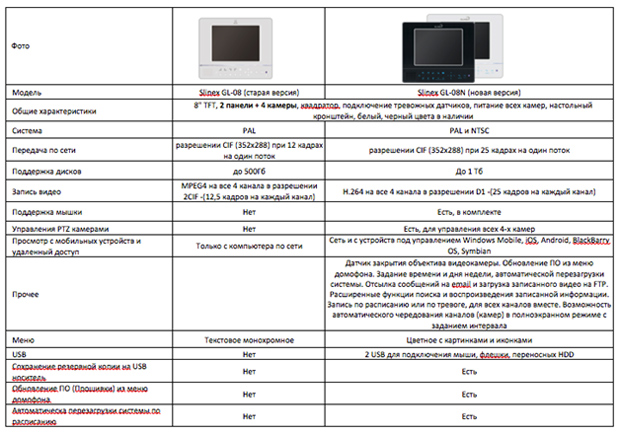 Фото
Модель Slinex GL-08 (старая версия) Slinex GL-08N (новая версия)
Общие характеристики 8" TFT, 2 панели + 4 камеры, квадратор, подключение тревожных датчиков, питание всех камер, настольный
кронштейн, белый, черный цвета в наличии
Система PAL PAL и NTSC
Передача по сети разрешении CIF (352x288) при 12 кадрах
на один поток разрешении CIF (352x288) при 25 кадрах на один поток
Поддержка дисков до 500Гб До 1 Тб
Запись видео MPEG4 на все 4 канала в разрешении
2CIF -(12,5 кадров на каждый канал) H.264 на все 4 канала в разрешении D1 -(25 кадров на каждый канал)
Поддержка мышки Нет Есть, в комплекте
Управления PTZ камерами Нет Есть, для управления всех 4-х камер
Просмотр с мобильных устройств и
удаленный доступ Только с компьютера по сети Сеть и с устройств под управлением Windows Mobile, iOS, Android, BlackBarry
OS, Symbian
Прочее Датчик закрытия объектива видеокамеры. Обновление ПО из меню
домофона. Задание времени и дня недели, автоматической перезагрузки
системы. Отсылка сообщений на email и загрузка записанного видео на FTP.
Расширенные функции поиска и воспроизведения записанной информации.
Запись по расписанию или по тревоге, для всех каналов вместе. Возможность
автоматического чередования каналов (камер) в полноэкранном режиме с
заданием интервала
Меню Текстовое монохромное Цветное с картинками и иконками
USB Нет 2 USB для подключения мыши, флешки, переносных HDD
Сохранение резервной копии на USB
носитель Нет Есть
Обновление ПО (Прошивки) из меню
домофона Нет Есть
Автоматическа перезагрузки системы по
расписанию Нет Есть